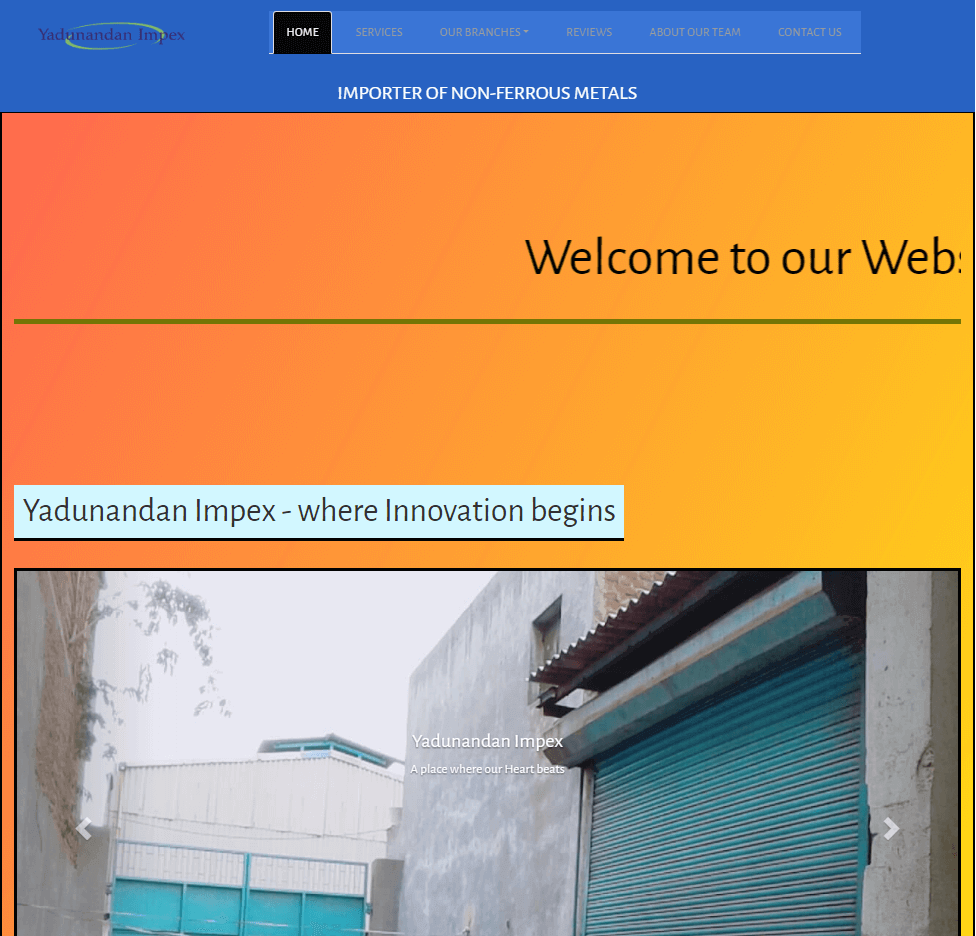 Yadunandan Impex
HOME SERVICES OUR BRANCHES REVIEWS ABOUT OUR TEAM CONTACT US
IMPORTER OF NON-FERROUS METALS
Welcome to our Webs
Yadunandan Impex - where Innovation begins
Yadunandan Impex
A place where our Heart beats